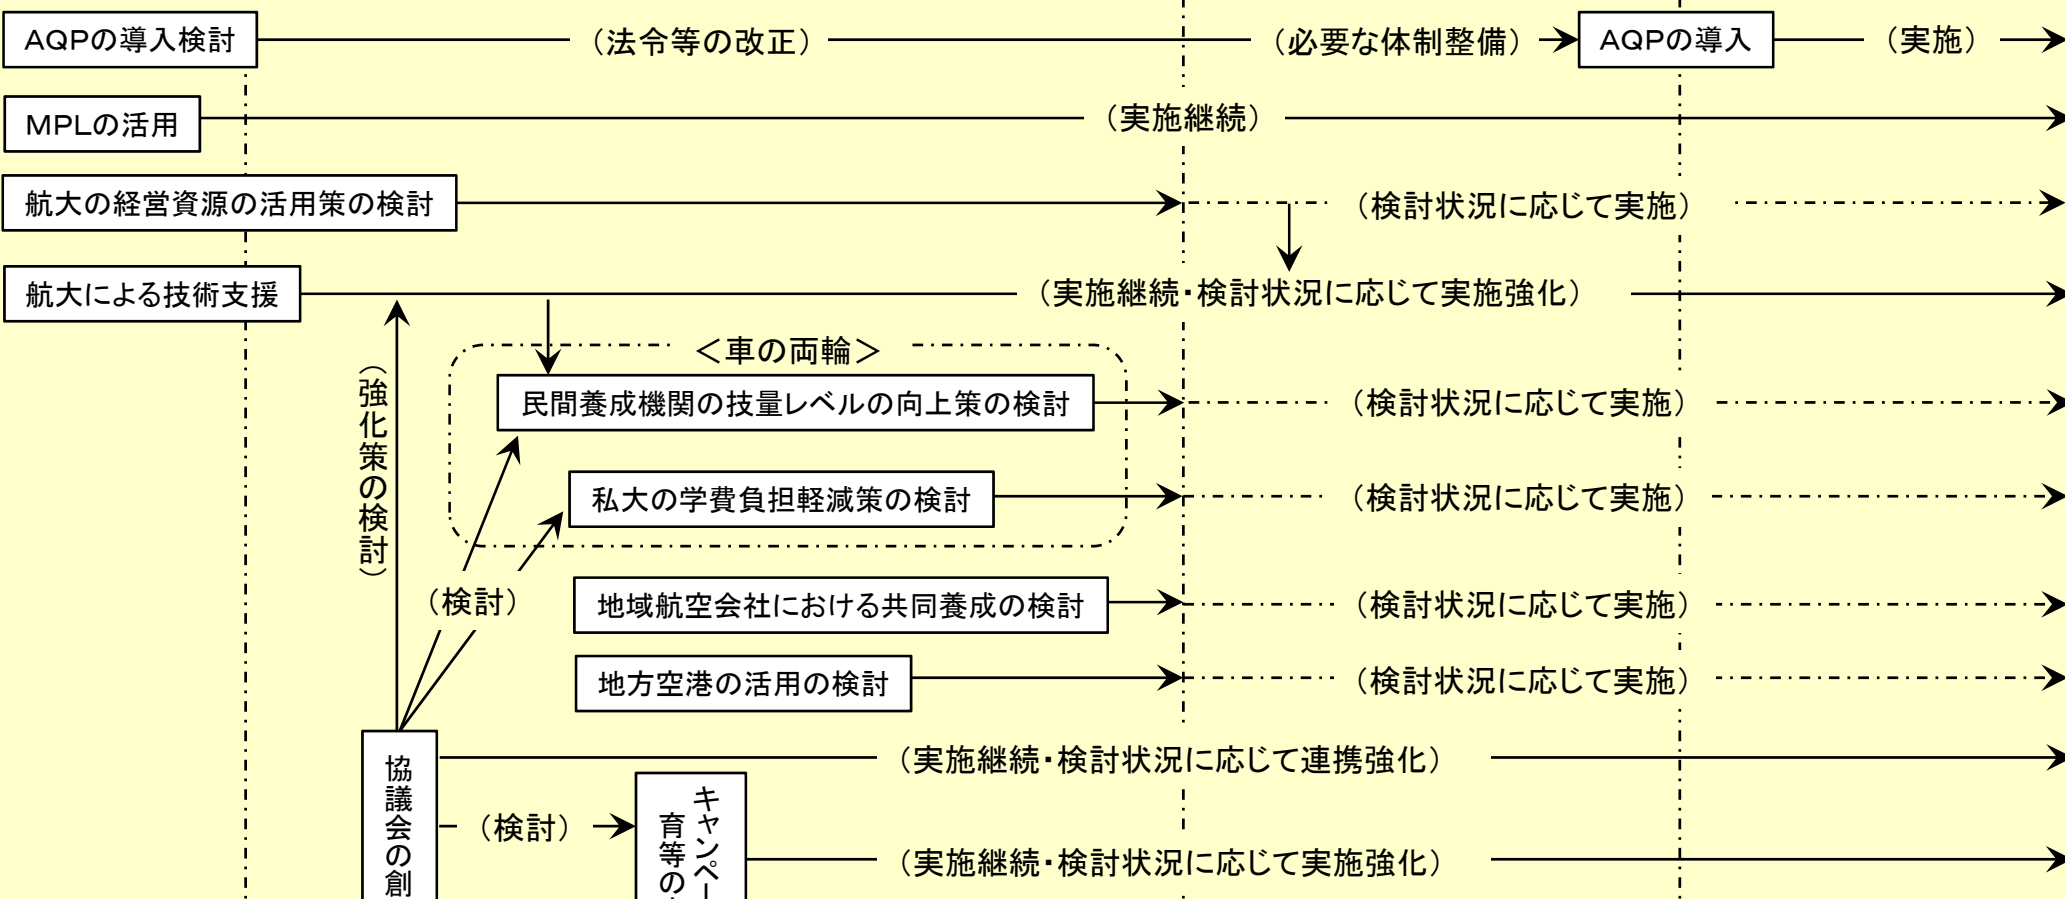 AQPの導入検討
（法令等の改正）
（必要な体制整備）
AQPの導入
（実施）
MPLの活用
（実施継続）
航大の経営資源の活用策の検討
（検討状況に応じて実施）
航大による技術支援
（実施継続・検討状況に応じて実施強化）
＜車の両輪＞
（強化策の検討）
民間養成機関の技量レベルの向上策の検討
（検討状況に応じて実施）
私大の学費負担軽減策の検討
（検討状況に応じて実施）
（検討）
地域航空会社における共同養成の検討
（検討状況に応じて実施）
地方空港の活用の検討
（検討状況に応じて実施）
協議会の創
（実施継続・検討状況に応じて連携強化）
（検討）
キャンペー
育等の
（実施継続・検討状況に応じて実施強化）